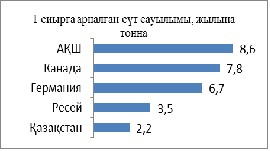 1 сиырға арналған сүт сауылымы, жылына
тонна
АҚШ 8,6
Канада 7,8
Германия 6,7
Ресей 3,5
Қазақстан 2,2